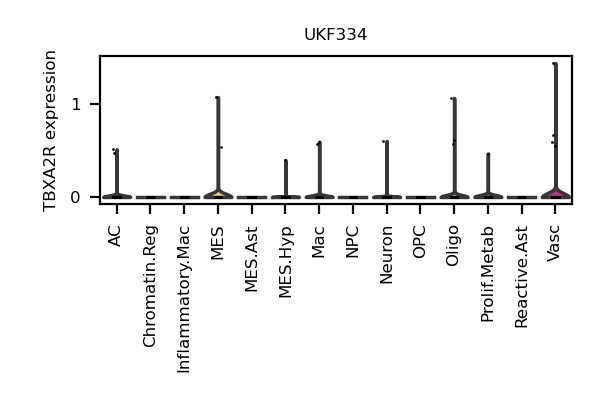 UKF334
TBXA2R expression
1
0
AC
Chromatin.Reg
Inflammatory.Mac
MES
MES.Ast
MES.Hyp
Mac
NPC
Neuron
OPC
Oligo
Prolif.Metab
Reactive.Ast
Vasc